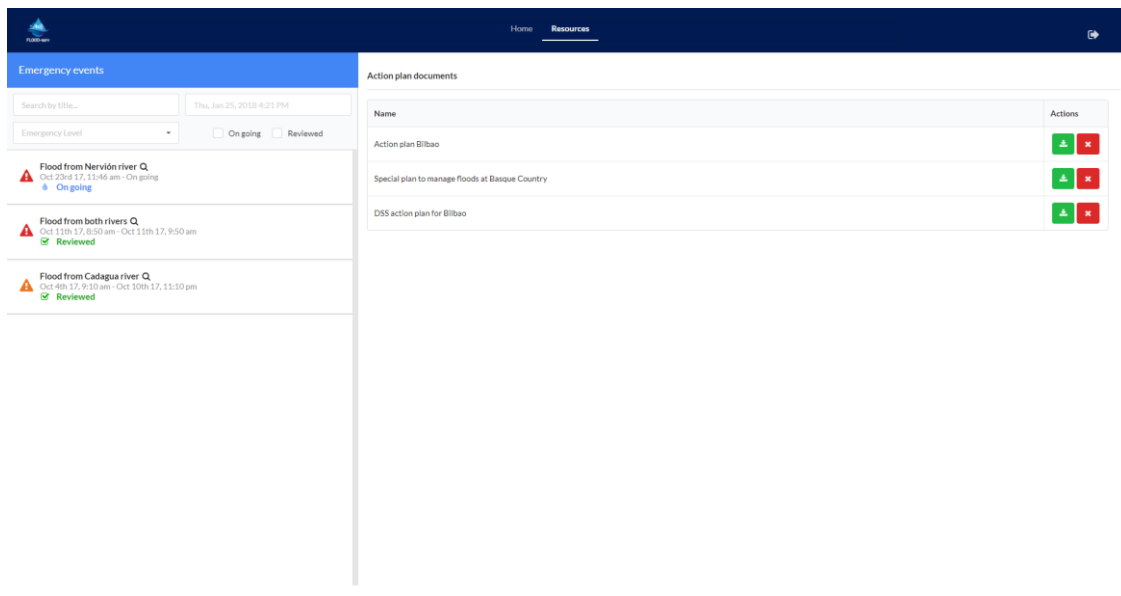 Home
Resources
Emergency events
Search by title...
Thu, Jan 25, 2018 4:21 PM
Emergency Level
On going
Reviewed
Flood from Nervión river
Oct 23rd 17, 11:46 am - On going
On going
Flood from both rivers
Oct 11th 17, 8:50 am - Oct 11th 17, 9:50 am
Reviewed
Flood from Cadagua river
Oct 4th 17, 9:10 am - Oct 10th 17, 11:10 pm
Reviewed
Action plan documents
Name
Actions
Action plan Bilbao
Special plan to manage floods at Basque Country
DSS action plan for Bilbao